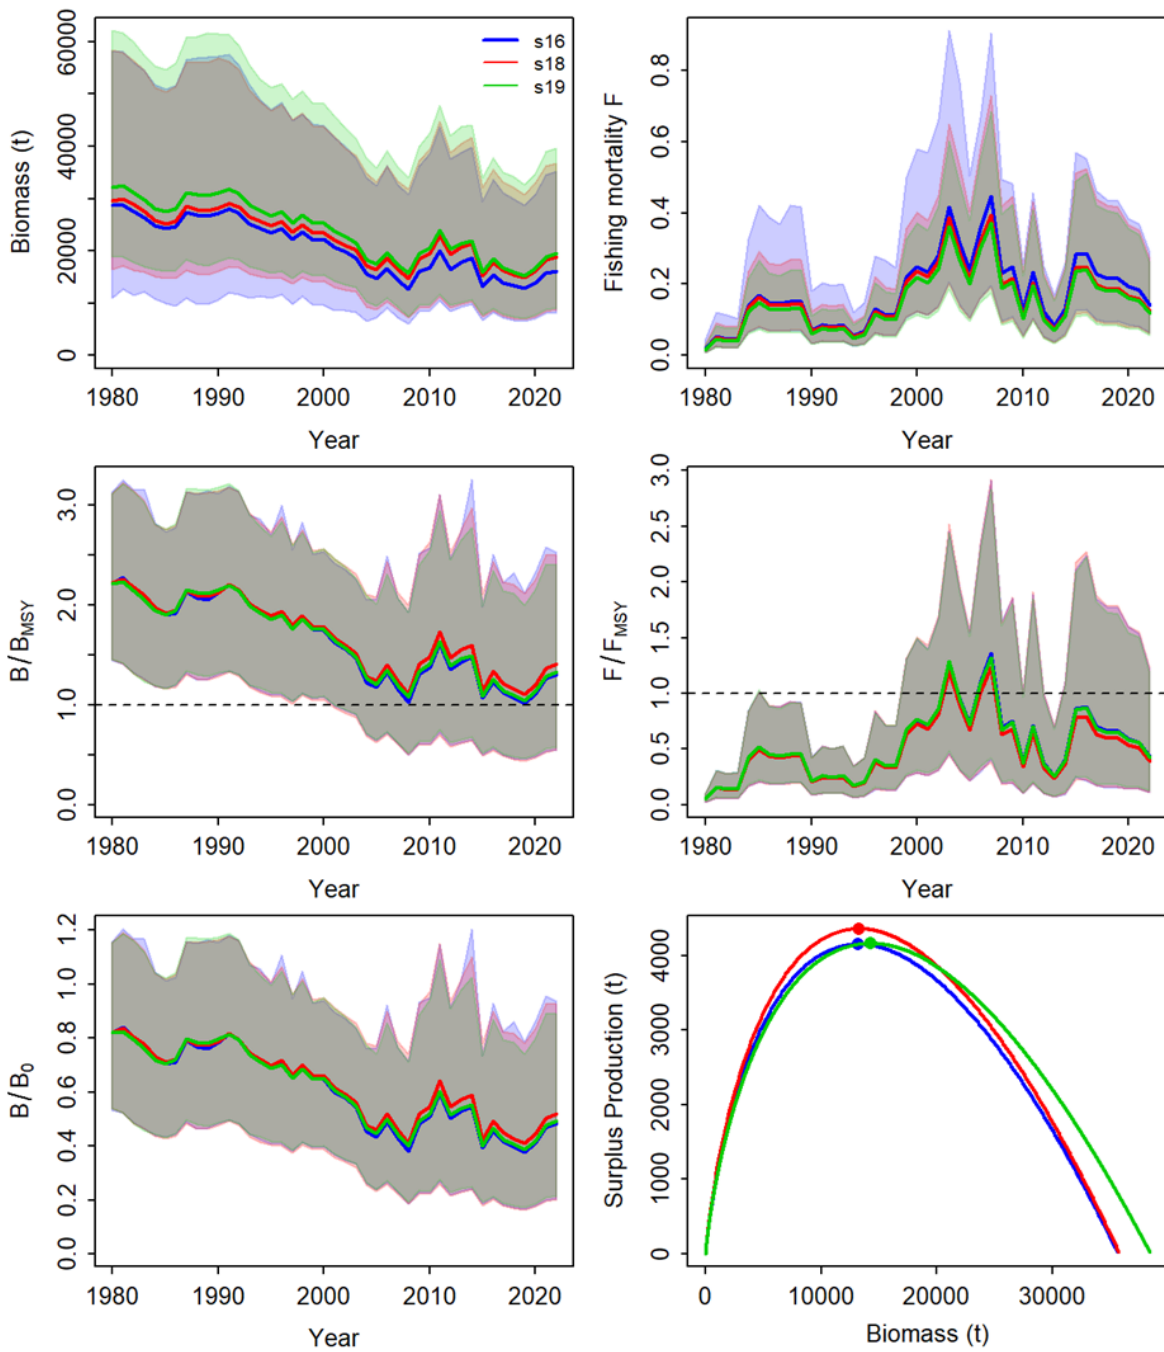 Biomass (t)
0 20000 40000 60000
s16
s18
s19
1980 1990 2000 2010 2020
Year
Fishing mortality F
0.0 0.2 0.4 0.6 0.8
1980 1990 2000 2010 2020
Year
B/BMSY
0.0 1.0 2.0 3.0
1980 1990 2000 2010 2020
Year
F/FMSY
0.0 0.5 1.0 1.5 2.0 2.5 3.0
1980 1990 2000 2010 2020
Year
B/B0
0.0 0.2 0.4 0.6 0.8 1.0 1.2
1980 1990 2000 2010 2020
Year
Surplus Production (t)
0 1000 2000 3000 4000
0 10000 20000 30000
Biomass (t)